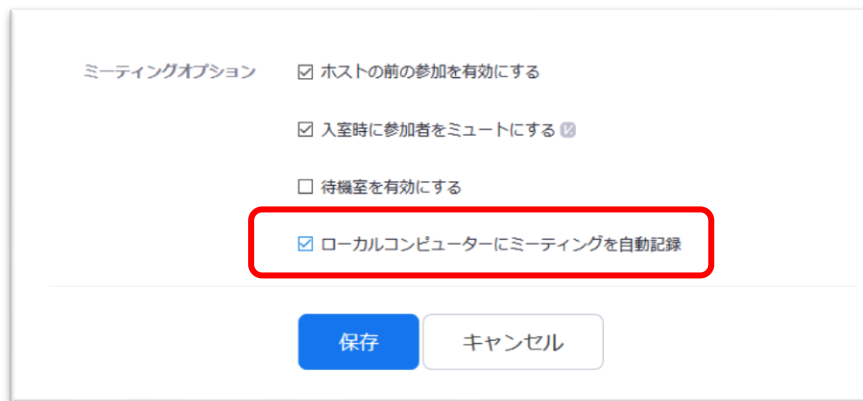 ミーティングオプション ホストの前の参加を有効にする
入室時に参加者をミュートにする
待機室を有効にする
ローカルコンピューターにミーティングを自動記録
保存 キャンセル